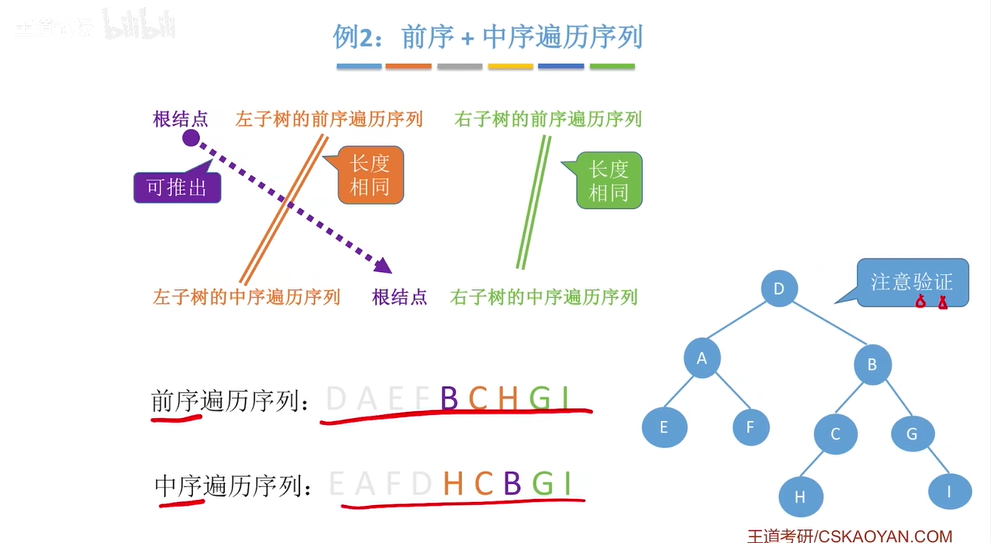 bilibili
例2：前序 + 中序遍历序列
根结点 左子树的前序遍历序列 右子树的前序遍历序列
可推出
长度
相同
长度
相同
左子树的中序遍历序列 根结点 右子树的中序遍历序列
注意验证
D
A B
E F C G
H I
前序遍历序列： D A E F B C H G I
中序遍历序列： E A F D H C B G I
王道考研/CSKAOYAN.COM